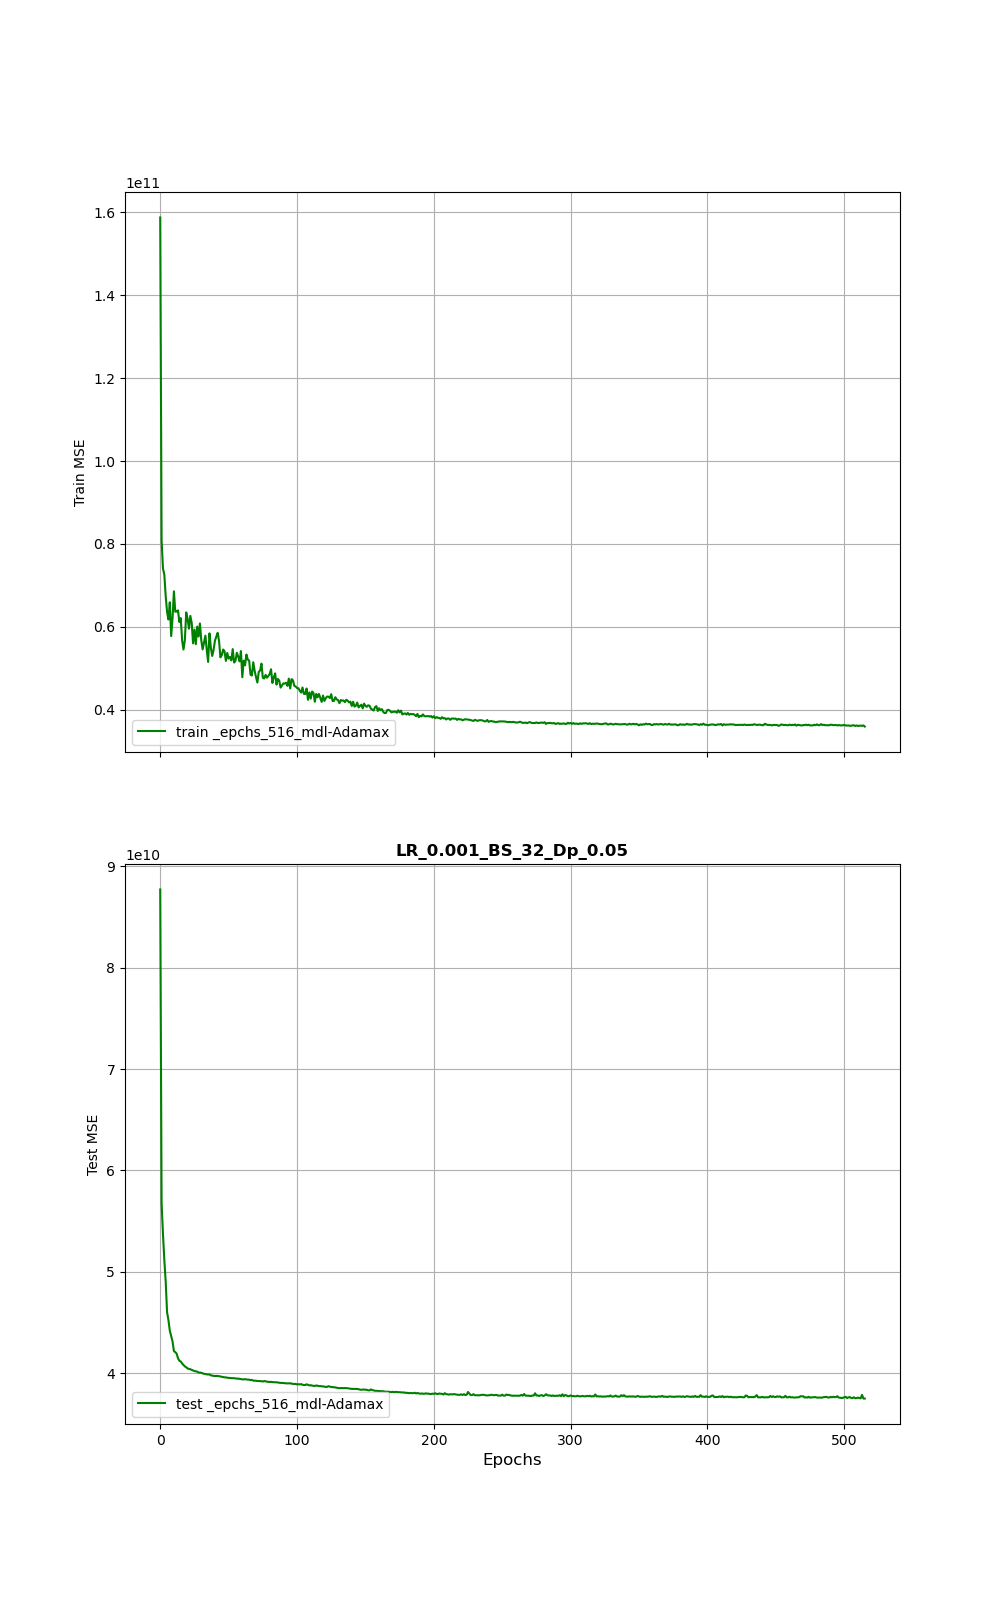 1e11
1.6
1.4
1.2
1.0
0.8
0.6
0.4
Train MSE
train _epchs_516_mdl-Adamax
LR_0.001_BS_32_Dp_0.05
1e10
9
8
7
6
5
4
Test MSE
test _epchs_516_mdl-Adamax
0 100 200 300 400 500
Epochs